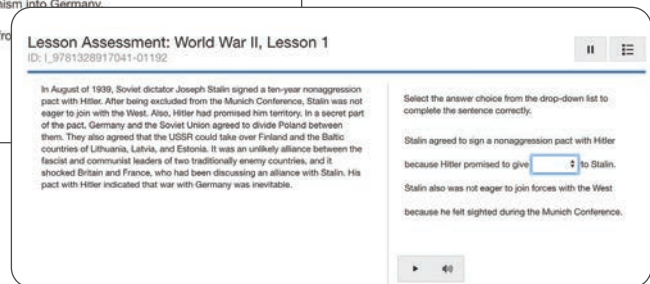 nism into Germany.
fro
Lesson Assessment: World War II, Lesson 1
ID: I_9781328917041-01192
In August of 1939, Soviet dictator Joseph Stalin signed a ten-year nonaggression
pact with Hitler. After being excluded from the Munich Conference, Stalin was not
eager to join with the West. Also, Hitler had promised him territory. In a secret part
of the pact, Germany and the Soviet Union agreed to divide Poland between
them. They also agreed that the USSR could take over Finland and the Baltic
countries of Lithuania, Latvia, and Estonia. It was an unlikely alliance between the
fascist and communist leaders of two traditionally enemy countries, and it
shocked Britain and France, who had been discussing an alliance with Stalin. His
pact with Hitler indicated that war with Germany was inevitable.
Select the answer choice from the drop-down list to
complete the sentence correctly.
Stalin agreed to sign a nonaggression pact with Hitler
because Hitler promised to give to Stalin.
Stalin also was not eager to join forces with the West
because he felt sighted during the Munich Conference.